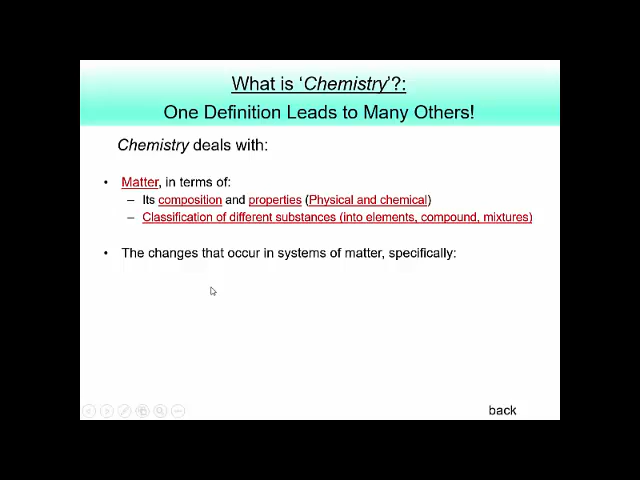 What is ‘Chemistry’?:
One Definition Leads to Many Others!
Chemistry deals with:
• Matter, in terms of:
– Its composition and properties (Physical and chemical)
– Classification of different substances (into elements, compound, mixtures)
• The changes that occur in systems of matter, specifically:
back